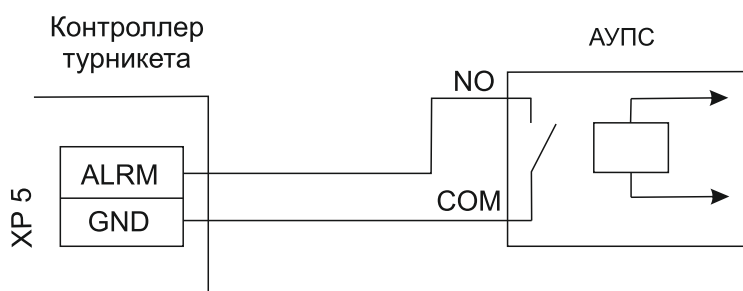 Контроллер
турникета
АУПС
NO
ALRM
COM
GND
XP 5